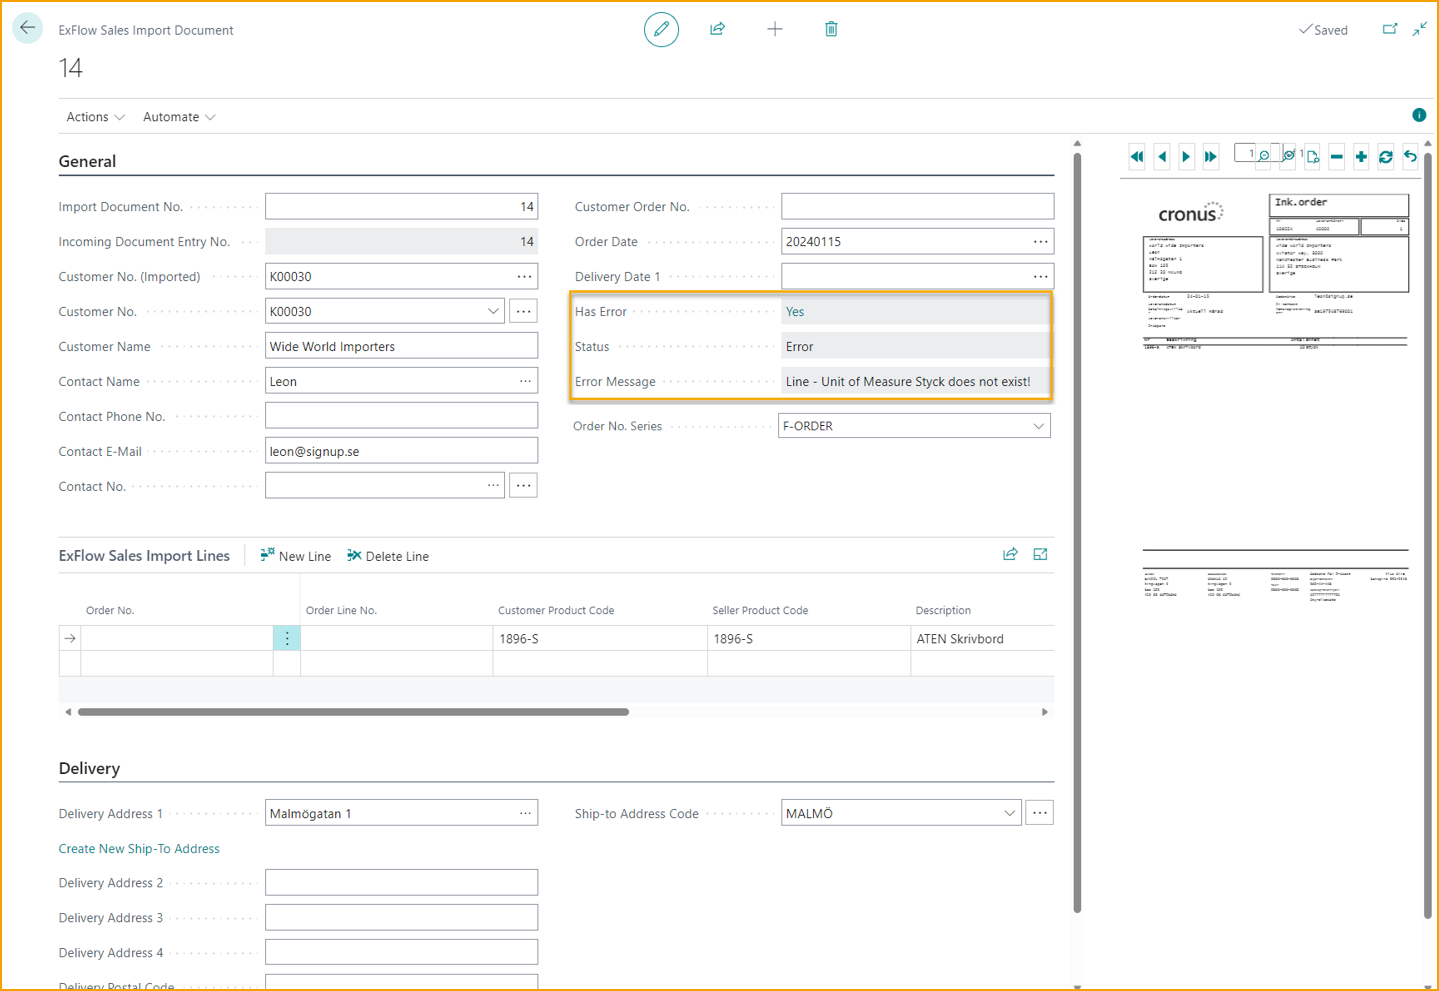 ExFlow Sales Import Document
Saved
14
Actions
Automate
General
Import Document No. 14
Incoming Document Entry No. 14
Customer No. (Imported) K00030
Customer No. K00030
Customer Name Wide World Importers
Contact Name Leon
Contact Phone No.
Contact E-Mail leon@signup.se
Contact No.
Customer Order No.
Order Date 20240115
Delivery Date 1
Has Error Yes
Status Error
Error Message Line - Unit of Measure Styck does not exist!
Order No. Series F-ORDER
ExFlow Sales Import Lines
New Line
Delete Line
Order No. Order Line No. Customer Product Code Seller Product Code Description
1896-S 1896-S ATEN Skrivbord
Delivery
Delivery Address 1 Malmögatan 1
Create New Ship-To Address
Delivery Address 2
Delivery Address 3
Delivery Address 4
Delivery Postal Code
Ship-to Address Code MALMÖ
1
1
cronus
Ink.order